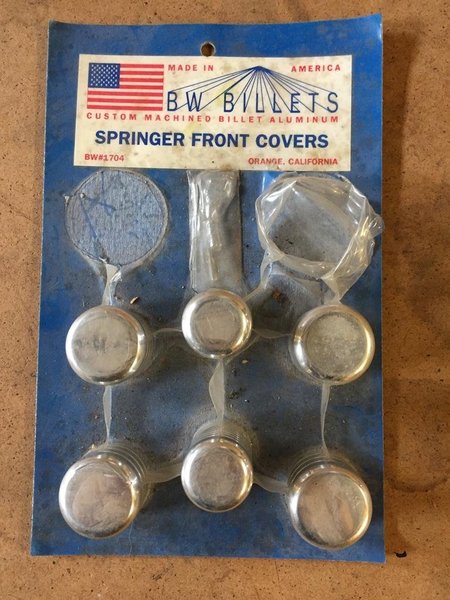 MADE IN AMERICA
BW BILLETS
CUSTOM MACHINED BILLET ALUMINUM
SPRINGER FRONT COVERS
BW#1704 ORANGE, CALIFORNIA